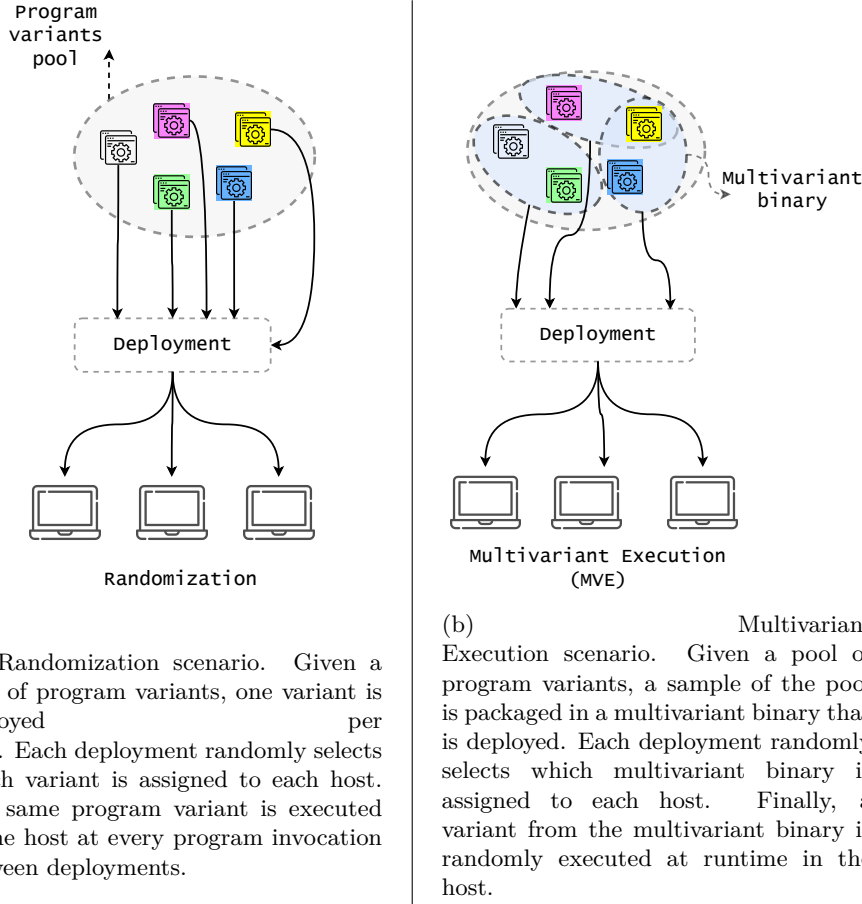 Program
variants
pool
Deployment
Randomization
Randomization scenario. Given a
of program variants, one variant is
oyed per
. Each deployment randomly selects
h variant is assigned to each host.
same program variant is executed
he host at every program invocation
ween deployments.
Multivariant
binary
Deployment
Multivariant Execution
(MVE)
(b) Multivarian
Execution scenario. Given a pool o
program variants, a sample of the pool
is packaged in a multivariant binary tha
is deployed. Each deployment randomly
selects which multivariant binary i
assigned to each host. Finally, a
variant from the multivariant binary i
randomly executed at runtime in the
host.